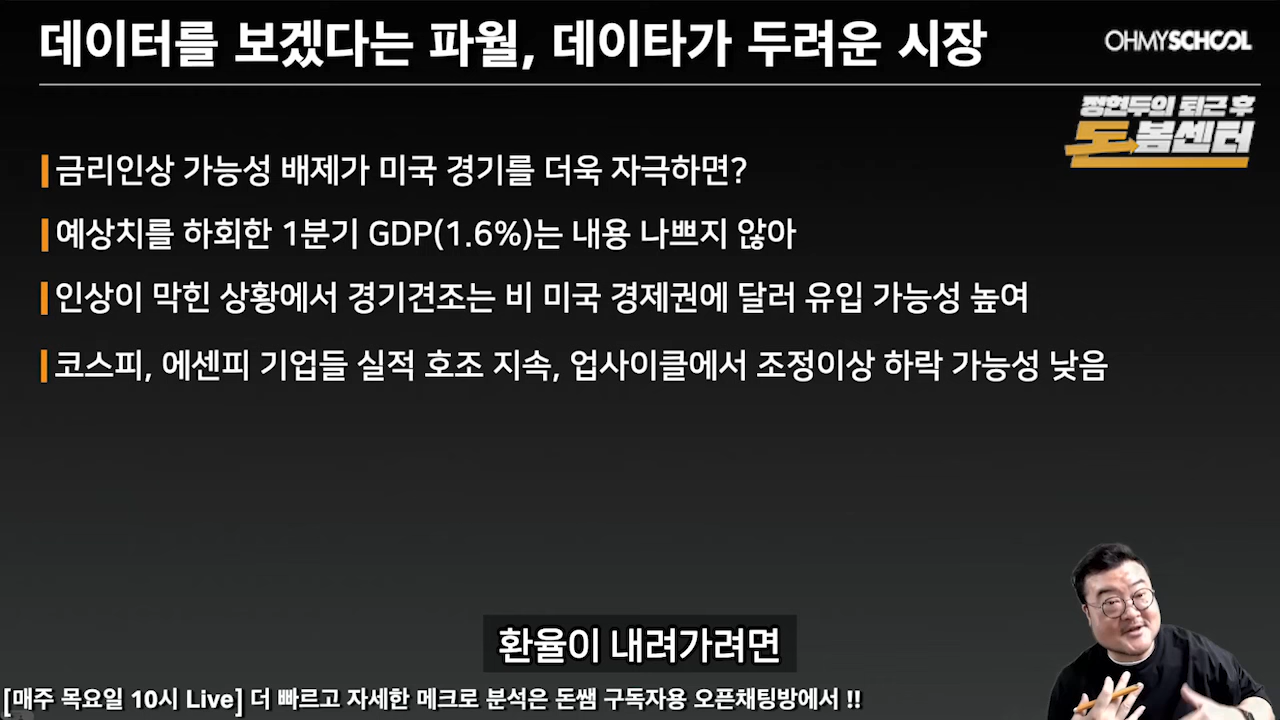 데이터를 보겠다는 파월, 데이타가 두려운 시장
OHMYSCHOOL
정언두의 퇴근 후
돈봄센터
금리인상 가능성 배제가 미국 경기를 더욱 자극하면?
예상치를 하회한 1분기 GDP(1.6%)는 내용 나쁘지 않아
인상이 막힌 상황에서 경기견조는 비 미국 경제권에 달러 유입 가능성 높여
코스피, 에센피 기업들 실적 호조 지속, 업사이클에서 조정이상 하락 가능성 낮음
환율이 내려가려면
[매주 목요일 10시 Live] 더 빠르고 자세한 메크로 분석은 돈쌤 구독자용 오픈채팅방에서 !!